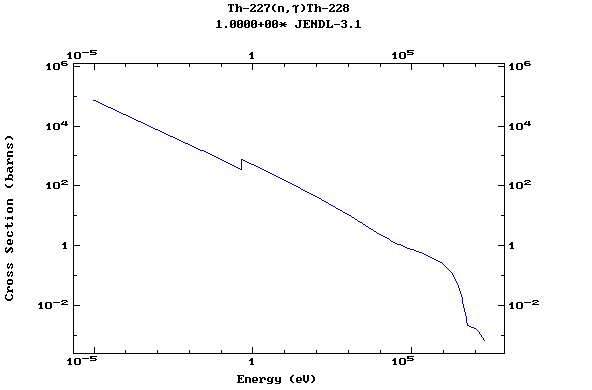 Th-227(n,γ)Th-228
1.0000+00* JENDL-3.1
10⁻⁵ 1 10⁵
10⁶ 10⁶
10⁴ 10⁴
10² 10²
1 1
10⁻² 10⁻²
10⁻⁵ 1 10⁵
Cross Section (barns)
Energy (eV)